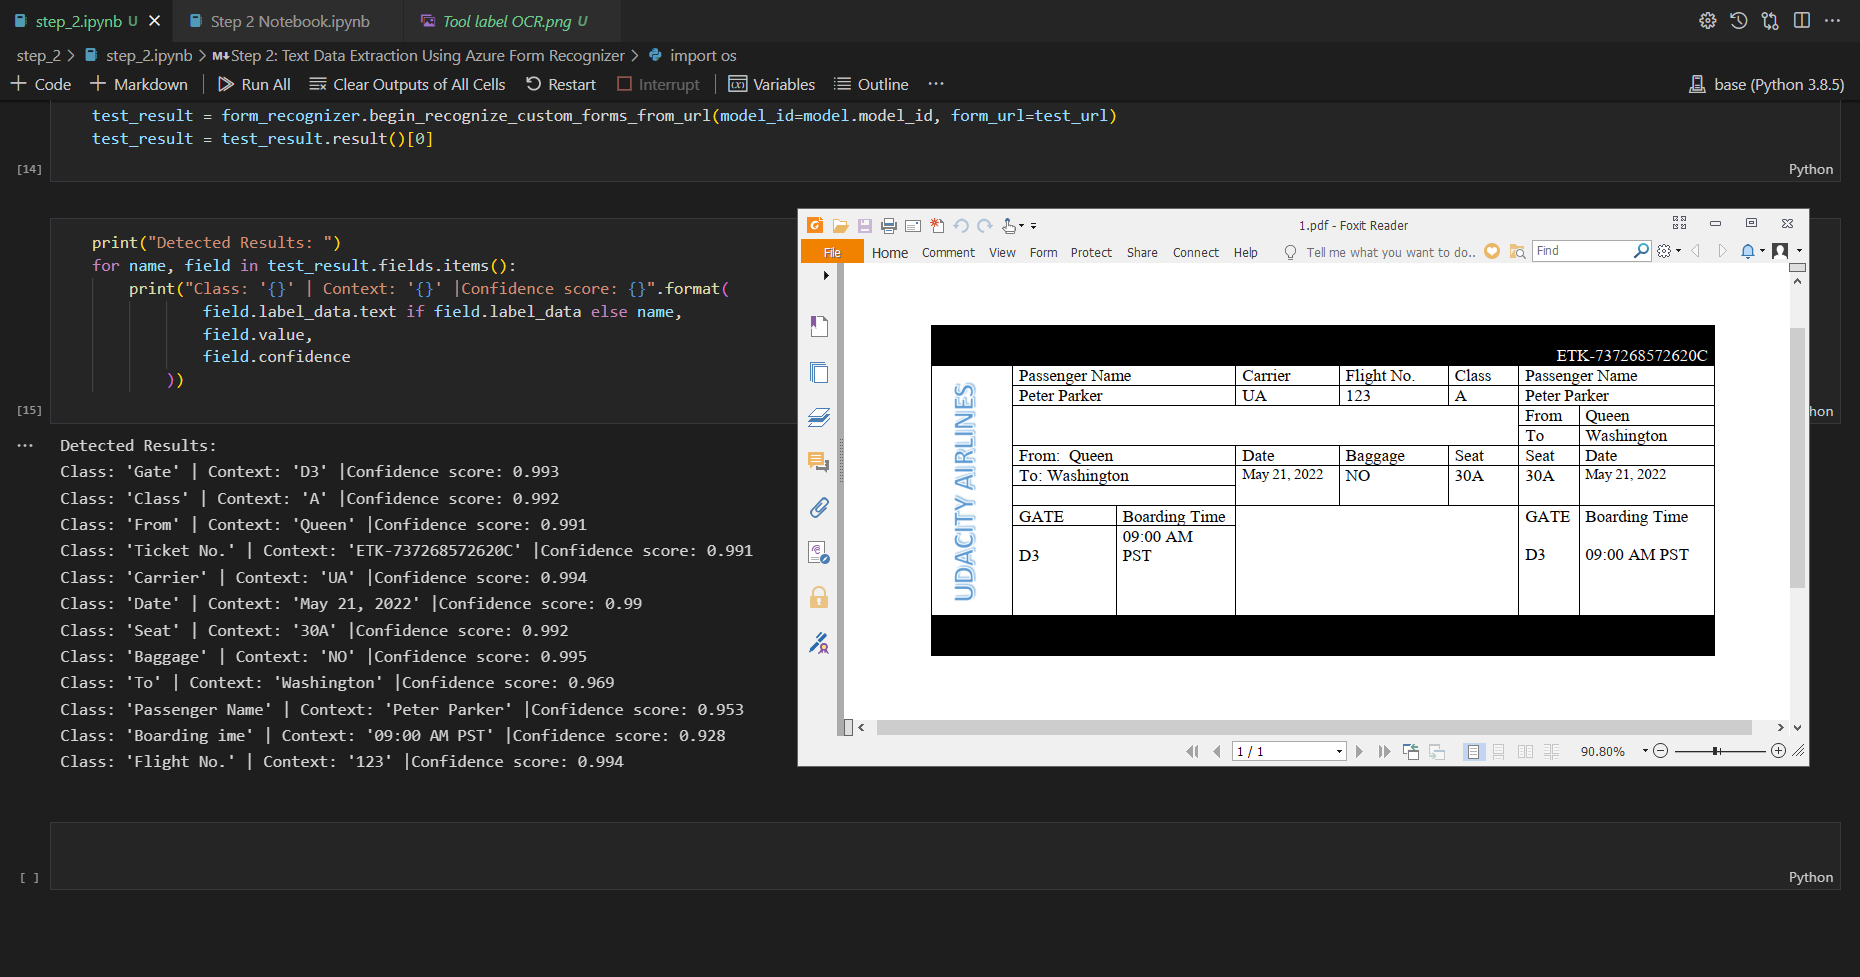 step_2.ipynb U
Step 2 Notebook.ipynb
Tool label OCR.png U
step_2 > step_2.ipynb > M↓Step 2: Text Data Extraction Using Azure Form Recognizer > import os
+ Code + Markdown | Run All Clear Outputs of All Cells Restart Interrupt | Variables Outline ...
base (Python 3.8.5)
test_result = form_recognizer.begin_recognize_custom_forms_from_url(model_id=model.model_id, form_url=test_url)
test_result = test_result.result()[0]
[14]
Python
print("Detected Results: ")
for name, field in test_result.fields.items():
print("Class: '{}' | Context: '{}' |Confidence score: {}".format(
field.label_data.text if field.label_data else name,
field.value,
field.confidence
))
[15]
hon
Detected Results:
Class: 'Gate' | Context: 'D3' |Confidence score: 0.993
Class: 'Class' | Context: 'A' |Confidence score: 0.992
Class: 'From' | Context: 'Queen' |Confidence score: 0.991
Class: 'Ticket No.' | Context: 'ETK-737268572620C' |Confidence score: 0.991
Class: 'Carrier' | Context: 'UA' |Confidence score: 0.994
Class: 'Date' | Context: 'May 21, 2022' |Confidence score: 0.99
Class: 'Seat' | Context: '30A' |Confidence score: 0.992
Class: 'Baggage' | Context: 'NO' |Confidence score: 0.995
Class: 'To' | Context: 'Washington' |Confidence score: 0.969
Class: 'Passenger Name' | Context: 'Peter Parker' |Confidence score: 0.953
Class: 'Boarding ime' | Context: '09:00 AM PST' |Confidence score: 0.928
Class: 'Flight No.' | Context: '123' |Confidence score: 0.994
[ ]
Python
1.pdf - Foxit Reader
File Home Comment View Form Protect Share Connect Help Tell me what you want to do.. Find
ETK-737268572620C
UDACITY AIRLINES
Passenger Name Carrier Flight No. Class Passenger Name
Peter Parker UA 123 A Peter Parker
From Queen
To Washington
From: Queen Date Baggage Seat Seat Date
To: Washington May 21, 2022 NO 30A 30A May 21, 2022
GATE Boarding Time GATE Boarding Time
09:00 AM
D3 PST D3 09:00 AM PST
1 / 1
90.80%